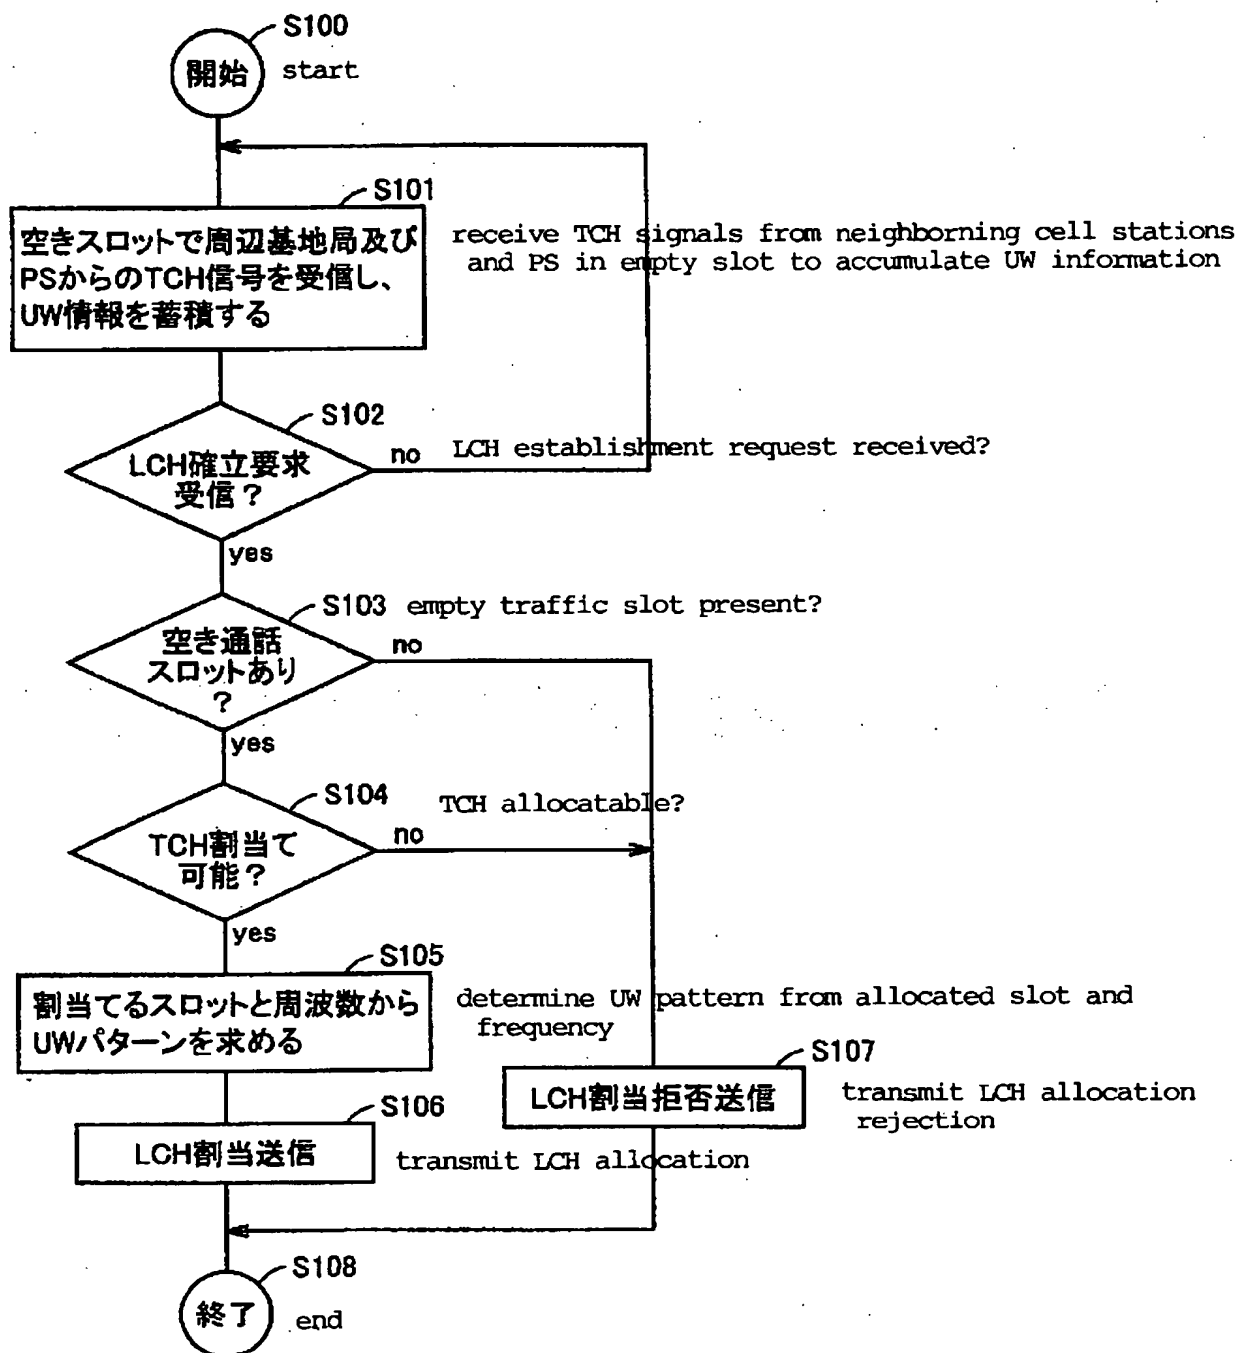 S100
開始
start
S101
空きスロットで周辺基地局及び
PSからのTCH信号を受信し、
UW情報を蓄積する
receive TCH signals from neighborning cell stations
and PS in empty slot to accumulate UW information
S102
LCH確立要求
受信？
no
LCH establishment request received?
yes
S103
empty traffic slot present?
空き通話
スロットあり
？
no
yes
S104
TCH allocatable?
TCH割当て
可能？
no
yes
S105
割当てるスロットと周波数から
UWパターンを求める
determine UW pattern from allocated slot and
frequency
S107
LCH割当拒否送信
transmit LCH allocation
rejection
S106
LCH割当送信
transmit LCH allocation
S108
終了
end